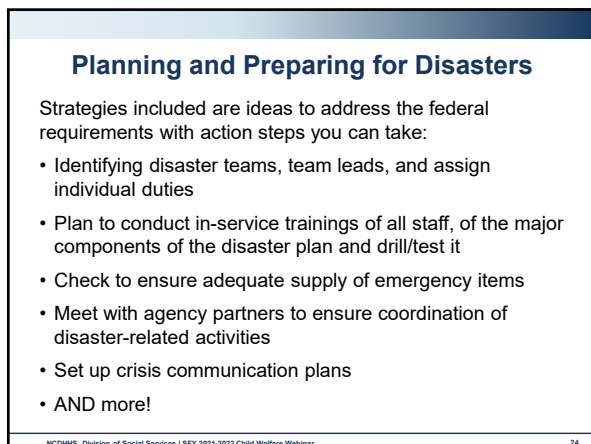 Planning and Preparing for Disasters
Strategies included are ideas to address the federal
requirements with action steps you can take:
• Identifying disaster teams, team leads, and assign
individual duties
• Plan to conduct in-service trainings of all staff, of the major
components of the disaster plan and drill/test it
• Check to ensure adequate supply of emergency items
• Meet with agency partners to ensure coordination of
disaster-related activities
• Set up crisis communication plans
• AND more!
NCDHHS, Division of Social Services | SFY 2021-2022 Child Welfare Webinar 24